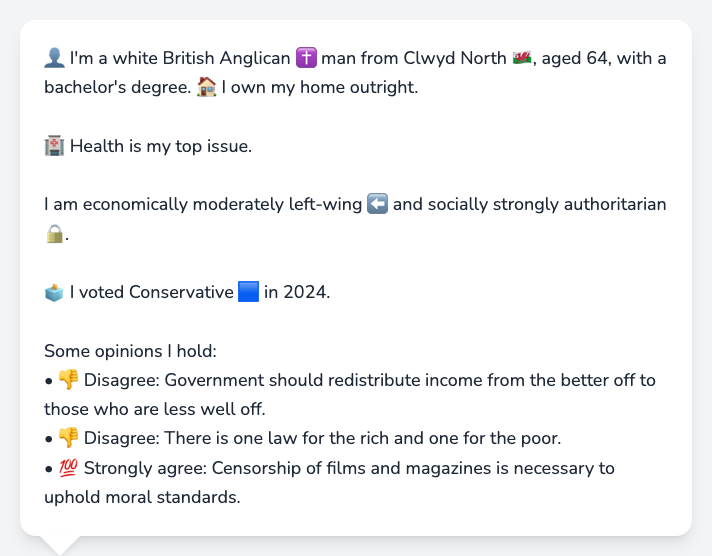 👤 I'm a white British Anglican ✝️ man from Clwyd North 🏴󠁧󠁢󠁷󠁬󠁳󠁿, aged 64, with a
bachelor's degree. 🏠 I own my home outright.
🏥 Health is my top issue.
I am economically moderately left-wing ⬅️ and socially strongly authoritarian
🔒.
🗳️ I voted Conservative 🟦 in 2024.
Some opinions I hold:
• 👎 Disagree: Government should redistribute income from the better off to
those who are less well off.
• 👎 Disagree: There is one law for the rich and one for the poor.
• 💯 Strongly agree: Censorship of films and magazines is necessary to
uphold moral standards.